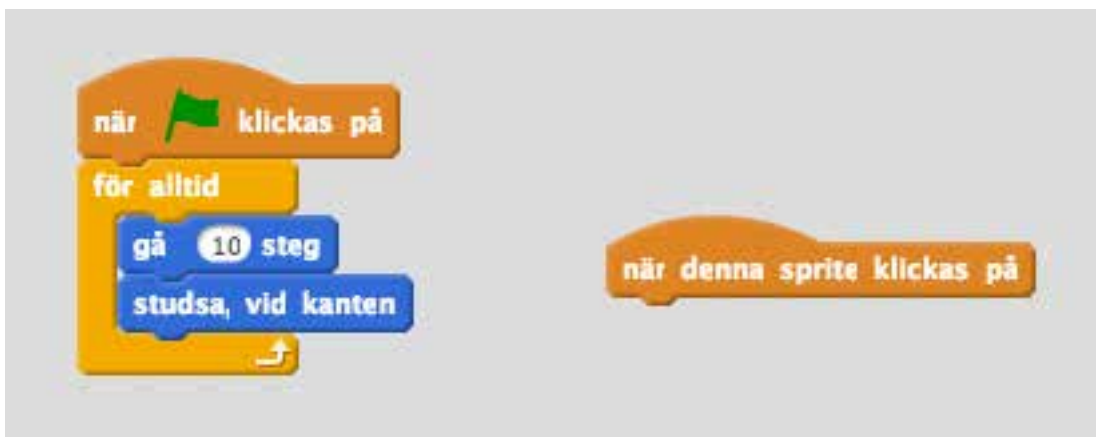 när klickas på
för alltid
gå 10 steg
studsa, vid kanten
när denna sprite klickas på